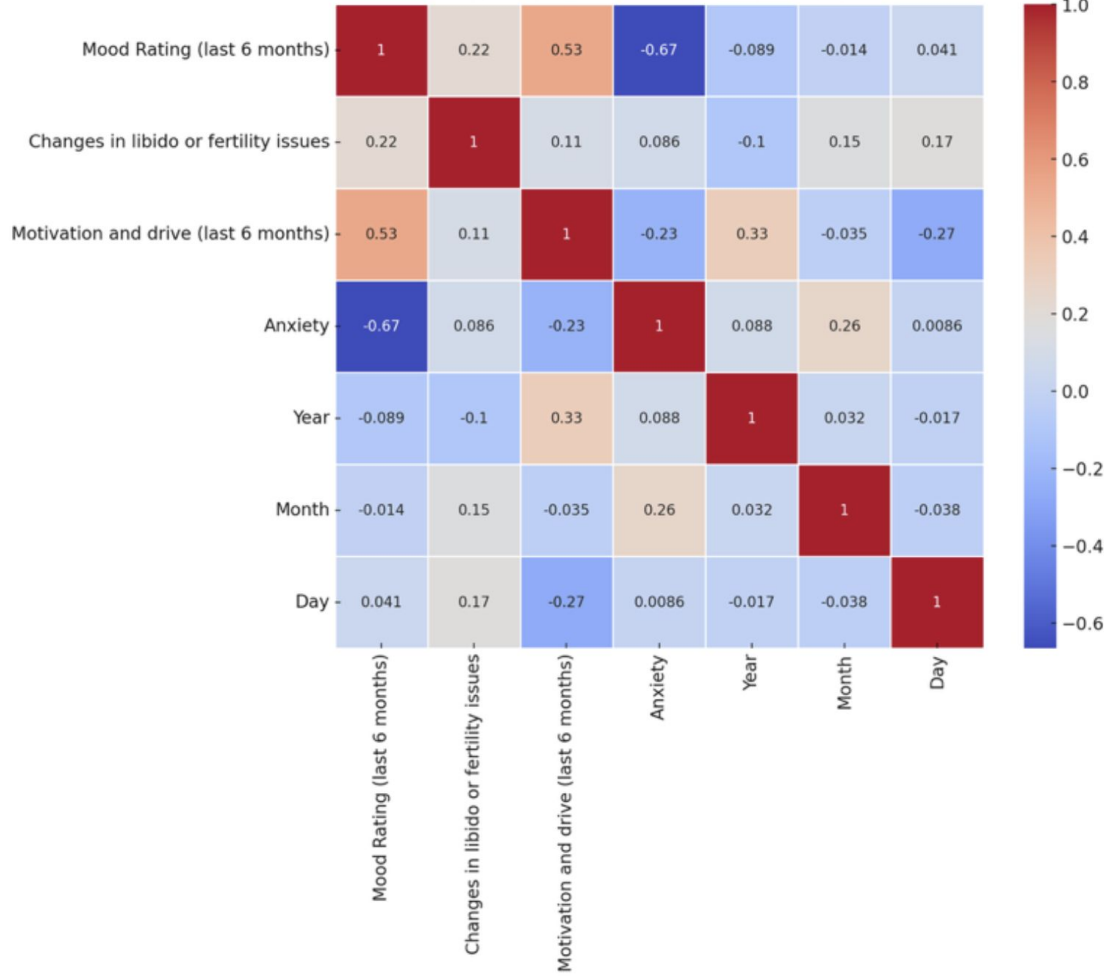 Mood Rating (last 6 months) 1 0.22 0.53 -0.67 -0.089 -0.014 0.041
Changes in libido or fertility issues 0.22 1 0.11 0.086 -0.1 0.15 0.17
Motivation and drive (last 6 months) 0.53 0.11 1 -0.23 0.33 -0.035 -0.27
Anxiety -0.67 0.086 -0.23 1 0.088 0.26 0.0086
Year -0.089 -0.1 0.33 0.088 1 0.032 -0.017
Month -0.014 0.15 -0.035 0.26 0.032 1 -0.038
Day 0.041 0.17 -0.27 0.0086 -0.017 -0.038 1
Mood Rating (last 6 months)
Changes in libido or fertility issues
Motivation and drive (last 6 months)
Anxiety
Year
Month
Day
1.0
0.8
0.6
0.4
0.2
0.0
−0.2
−0.4
−0.6